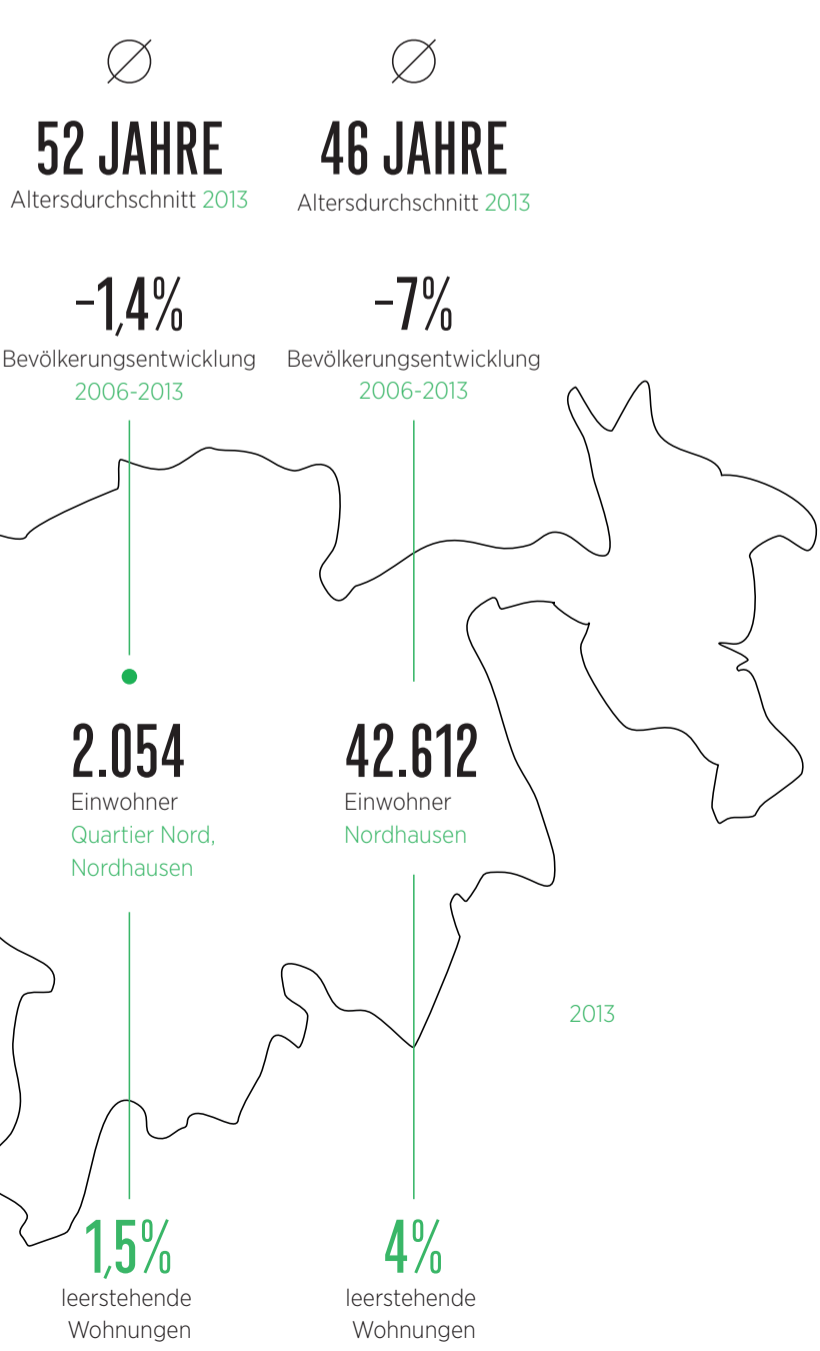 Ø
52 JAHRE
Altersdurchschnitt 2013
–1,4%
Bevölkerungsentwicklung
2006-2013
2.054
Einwohner
Quartier Nord,
Nordhausen
1,5%
leerstehende
Wohnungen
Ø
46 JAHRE
Altersdurchschnitt 2013
–7%
Bevölkerungsentwicklung
2006-2013
42.612
Einwohner
Nordhausen
4%
leerstehende
Wohnungen
2013